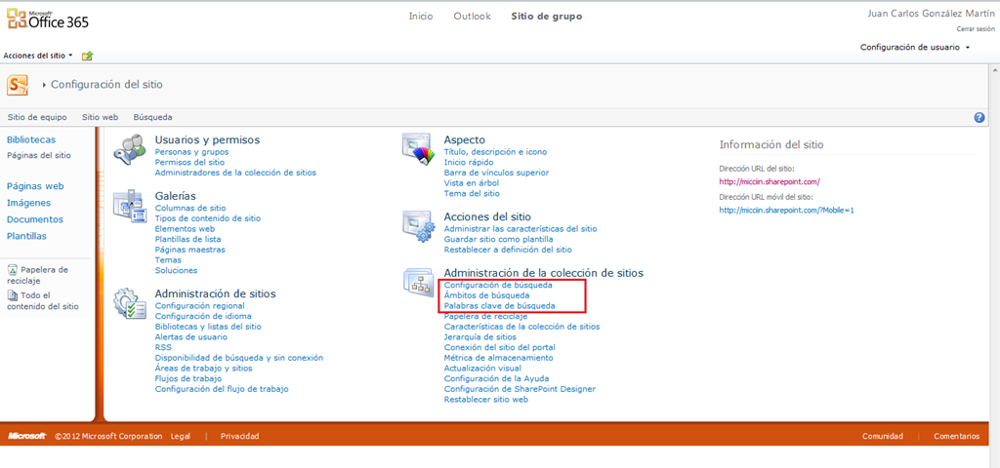 Microsoft
Office 365
Inicio
Outlook
Sitio de grupo
Juan Carlos González Martín
Cerrar sesión
Configuración de usuario
Acciones del sitio
Configuración del sitio
Sitio de equipo
Sitio web
Búsqueda
Bibliotecas
Páginas del sitio
Páginas web
Imágenes
Documentos
Plantillas
Papelera de
reciclaje
Todo el
contenido del sitio
Usuarios y permisos
Personas y grupos
Permisos del sitio
Administradores de la colección de sitios
Galerías
Columnas de sitio
Tipos de contenido de sitio
Elementos web
Plantillas de lista
Páginas maestras
Temas
Soluciones
Administración de sitios
Configuración regional
Configuración de idioma
Bibliotecas y listas del sitio
Alertas de usuario
RSS
Disponibilidad de búsqueda y sin conexión
Áreas de trabajo y sitios
Flujos de trabajo
Configuración del flujo de trabajo
Aspecto
Título, descripción e icono
Inicio rápido
Barra de vínculos superior
Vista en árbol
Tema del sitio
Acciones del sitio
Administrar las características del sitio
Guardar sitio como plantilla
Restablecer a definición del sitio
Administración de la colección de sitios
Configuración de búsqueda
Ámbitos de búsqueda
Palabras clave de búsqueda
Papelera de reciclaje
Características de la colección de sitios
Jerarquía de sitios
Conexión del sitio del portal
Métrica de almacenamiento
Actualización visual
Configuración de la Ayuda
Configuración de SharePoint Designer
Restablecer sitio web
Información del sitio
Dirección URL del sitio:
http://miccin.sharepoint.com/
Dirección URL móvil del sitio:
http://miccin.sharepoint.com/?Mobile=1
Microsoft ©2012 Microsoft Corporation Legal | Privacidad
Comunidad | Comentarios